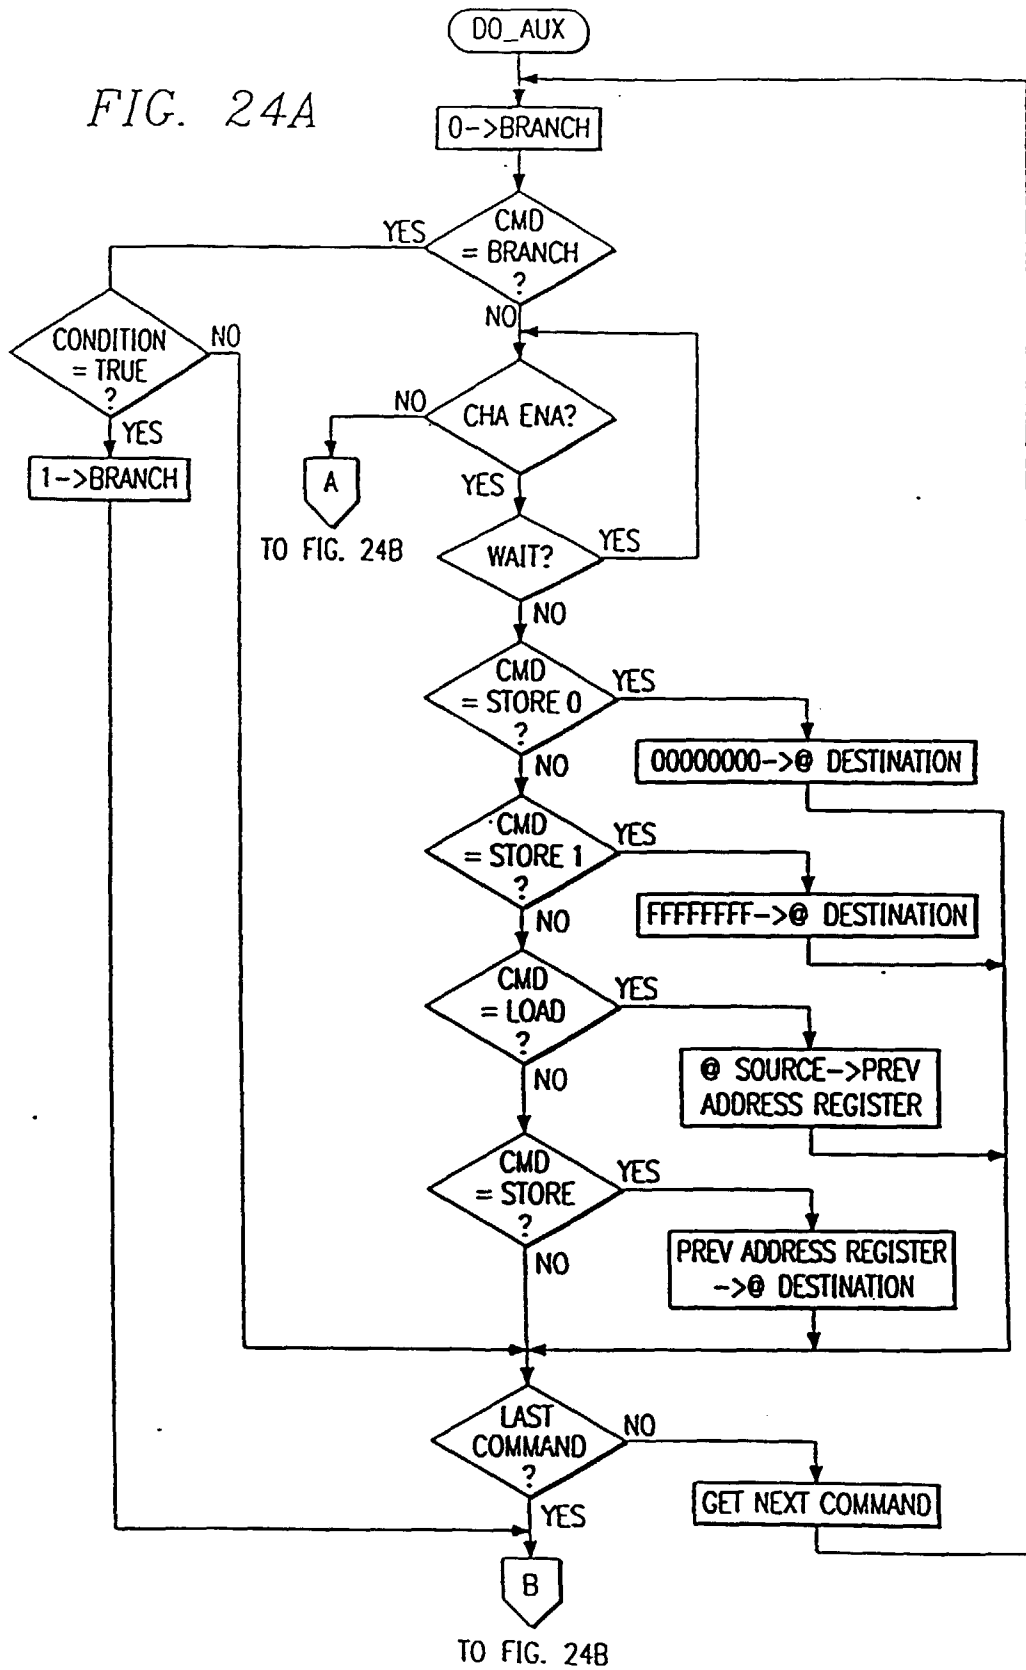 DO_AUX
FIG. 24A
0->BRANCH
CMD
= BRANCH
?
YES
NO
CONDITION
= TRUE
?
NO
YES
1->BRANCH
CHA ENA?
NO
A
TO FIG. 24B
YES
WAIT?
YES
NO
CMD
= STORE 0
?
YES
NO
00000000->@ DESTINATION
CMD
= STORE 1
?
YES
NO
FFFFFFFF->@ DESTINATION
CMD
= LOAD
?
YES
NO
@ SOURCE->PREV
ADDRESS REGISTER
CMD
= STORE
?
YES
NO
PREV ADDRESS REGISTER
->@ DESTINATION
LAST
COMMAND
?
NO
YES
GET NEXT COMMAND
B
TO FIG. 24B